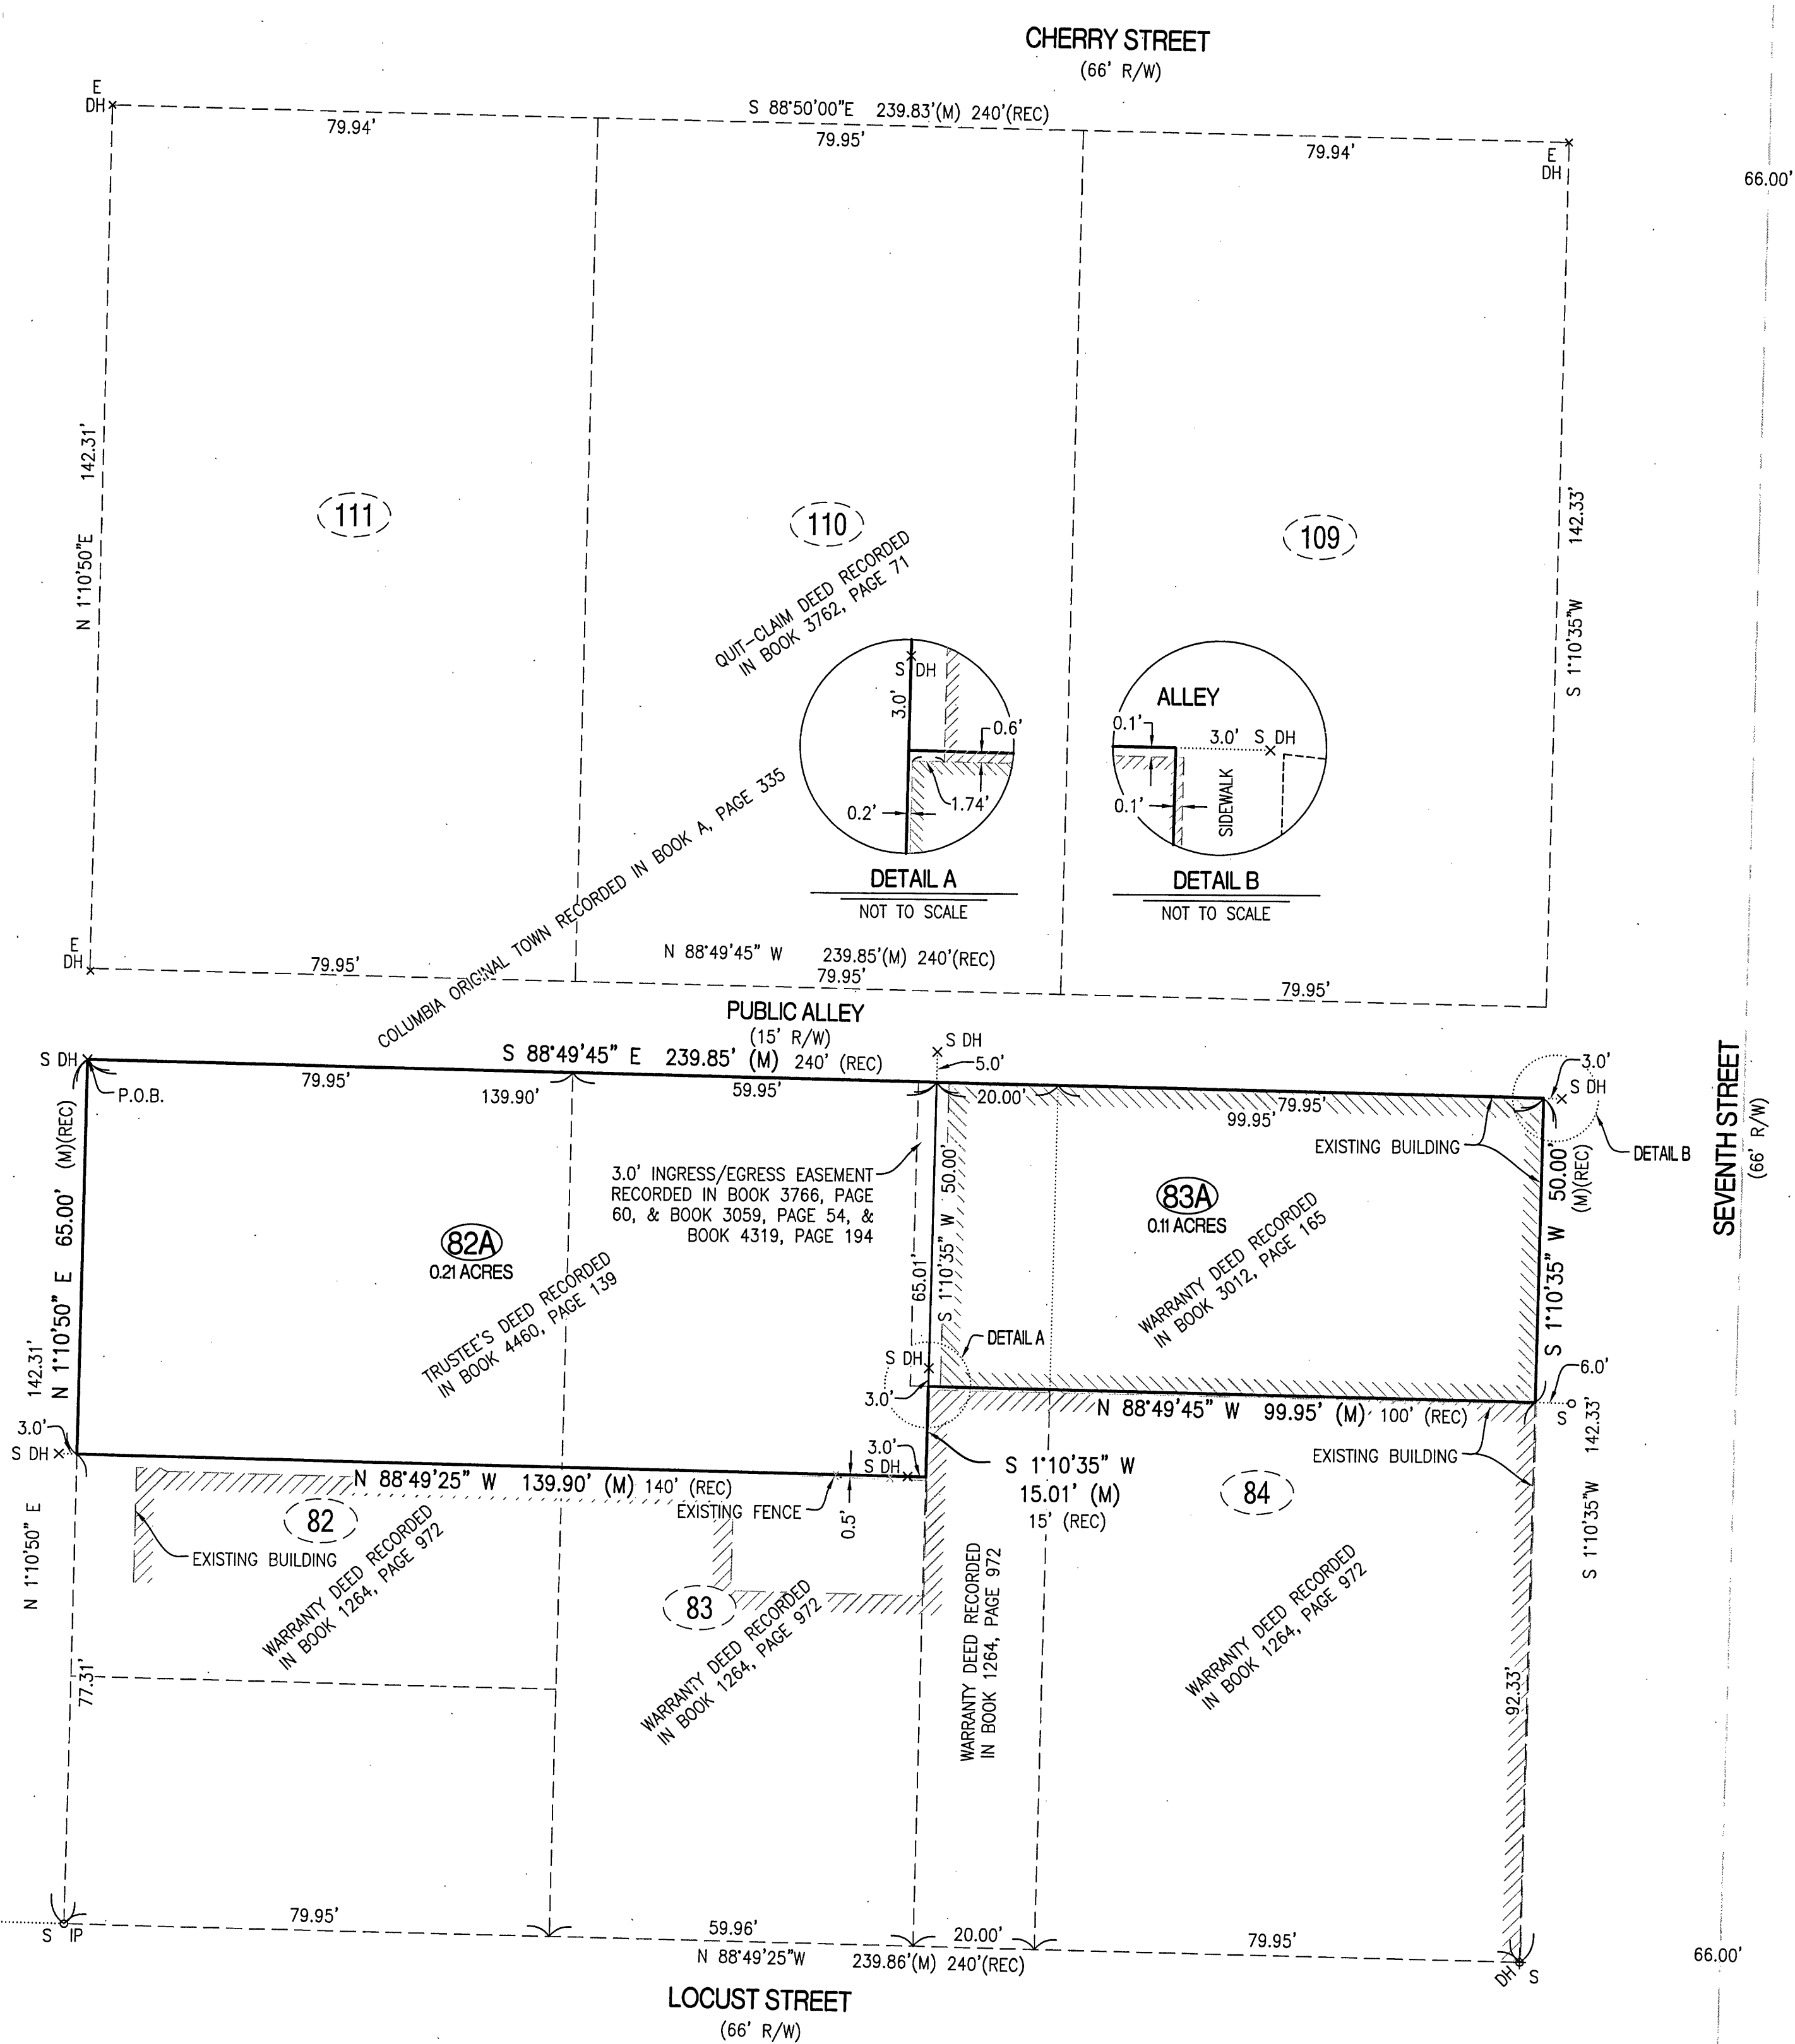 CHERRY STREET
(66' R/W)
E
DH
S 88°50'00"E 239.83'(M) 240'(REC)
79.94'
79.95'
79.94'
E
DH
66.00'
N 1°10'50"E 142.31'
S 1°10'35"W 142.33'
111
110
109
QUIT-CLAIM DEED RECORDED
IN BOOK 3762, PAGE 71
COLUMBIA ORIGINAL TOWN RECORDED IN BOOK A, PAGE 335
S DH
3.0'
0.6'
1.74'
0.2'
DETAIL A
NOT TO SCALE
ALLEY
0.1'
3.0' S DH
0.1'
SIDEWALK
DETAIL B
NOT TO SCALE
E
DH
79.95'
N 88°49'45" W 239.85'(M) 240'(REC)
79.95'
79.95'
PUBLIC ALLEY
(15' R/W)
S DH
5.0'
S DH
S 88°49'45" E 239.85' (M) 240' (REC)
P.O.B.
79.95'
139.90'
59.95'
20.00'
79.95'
99.95'
3.0'
S DH
DETAIL B
EXISTING BUILDING
SEVENTH STREET
(66' R/W)
N 1°10'50" E 65.00' (M)(REC)
3.0' INGRESS/EGRESS EASEMENT
RECORDED IN BOOK 3766, PAGE
60, & BOOK 3059, PAGE 54, &
BOOK 4319, PAGE 194
65.01'
S 1°10'35" W 50.00'
82A
0.21 ACRES
TRUSTEE'S DEED RECORDED
IN BOOK 4460, PAGE 139
83A
0.11 ACRES
WARRANTY DEED RECORDED
IN BOOK 3012, PAGE 165
S 1°10'35" W 50.00'
(M)(REC)
DETAIL A
S DH
3.0'
6.0'
S
N 88°49'45" W 99.95' (M) 100' (REC)
EXISTING BUILDING
3.0'
S DH
3.0'
S DH
N 88°49'25" W 139.90' (M) 140' (REC)
EXISTING FENCE
0.5'
S 1°10'35" W
15.01' (M)
15' (REC)
N 1°10'50" E 142.31'
S 1°10'35"W 142.33'
82
EXISTING BUILDING
WARRANTY DEED RECORDED
IN BOOK 1264, PAGE 972
83
WARRANTY DEED RECORDED
IN BOOK 1264, PAGE 972
WARRANTY DEED RECORDED
IN BOOK 1264, PAGE 972
84
WARRANTY DEED RECORDED
IN BOOK 1264, PAGE 972
77.31'
92.33'
S IP
79.95'
59.96'
20.00'
79.95'
N 88°49'25"W 239.86'(M) 240'(REC)
DH S
66.00'
LOCUST STREET
(66' R/W)